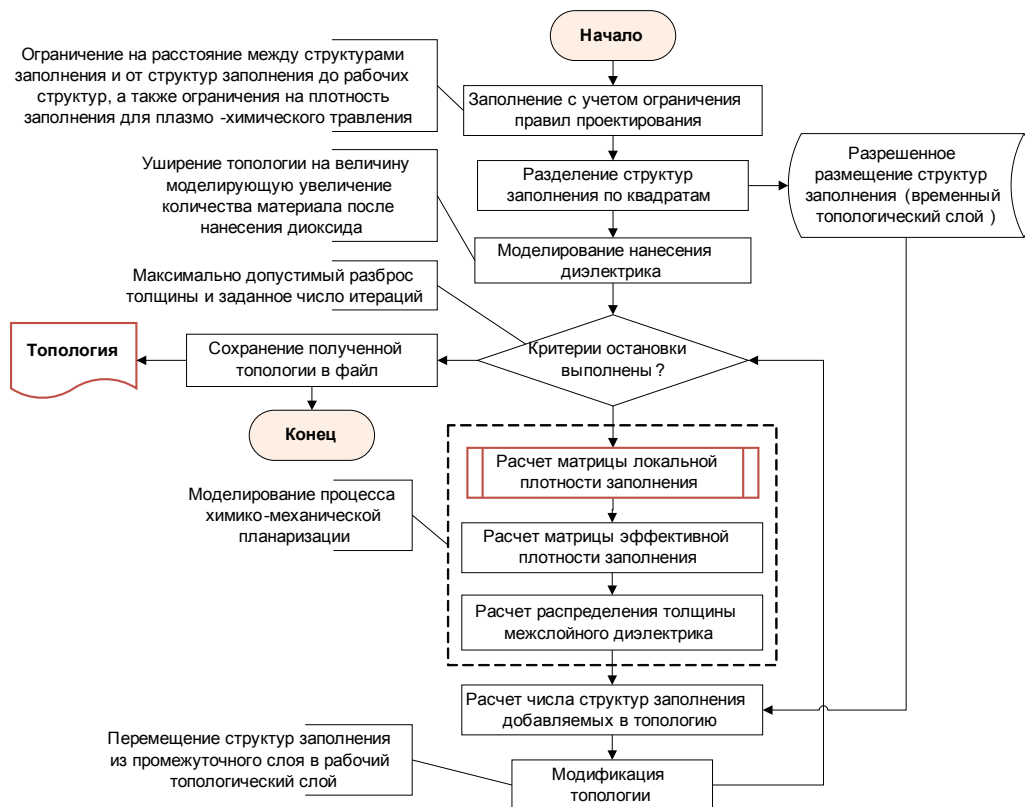 Начало
Ограничение на расстояние между структурами
заполнения и от структур заполнения до рабочих
структур, а также ограничения на плотность
заполнения для плазмо -химического травления
Заполнение с учетом ограничения
правил проектирования
Разделение структур
заполнения по квадратам
Разрешенное
размещение структур
заполнения (временный
топологический слой )
Уширение топологии на величину
моделирующую увеличение
количества материала после
нанесения диоксида
Моделирование нанесения
диэлектрика
Максимально допустимый разброс
толщины и заданное число итераций
Критерии остановки
выполнены ?
Сохранение полученной
топологии в файл
Топология
Конец
Расчет матрицы локальной
плотности заполнения
Моделирование процесса
химико-механической
планаризации
Расчет матрицы эффективной
плотности заполнения
Расчет распределения толщины
межслойного диэлектрика
Расчет числа структур заполнения
добавляемых в топологию
Перемещение структур заполнения
из промежуточного слоя в рабочий
топологический слой
Модификация
топологии